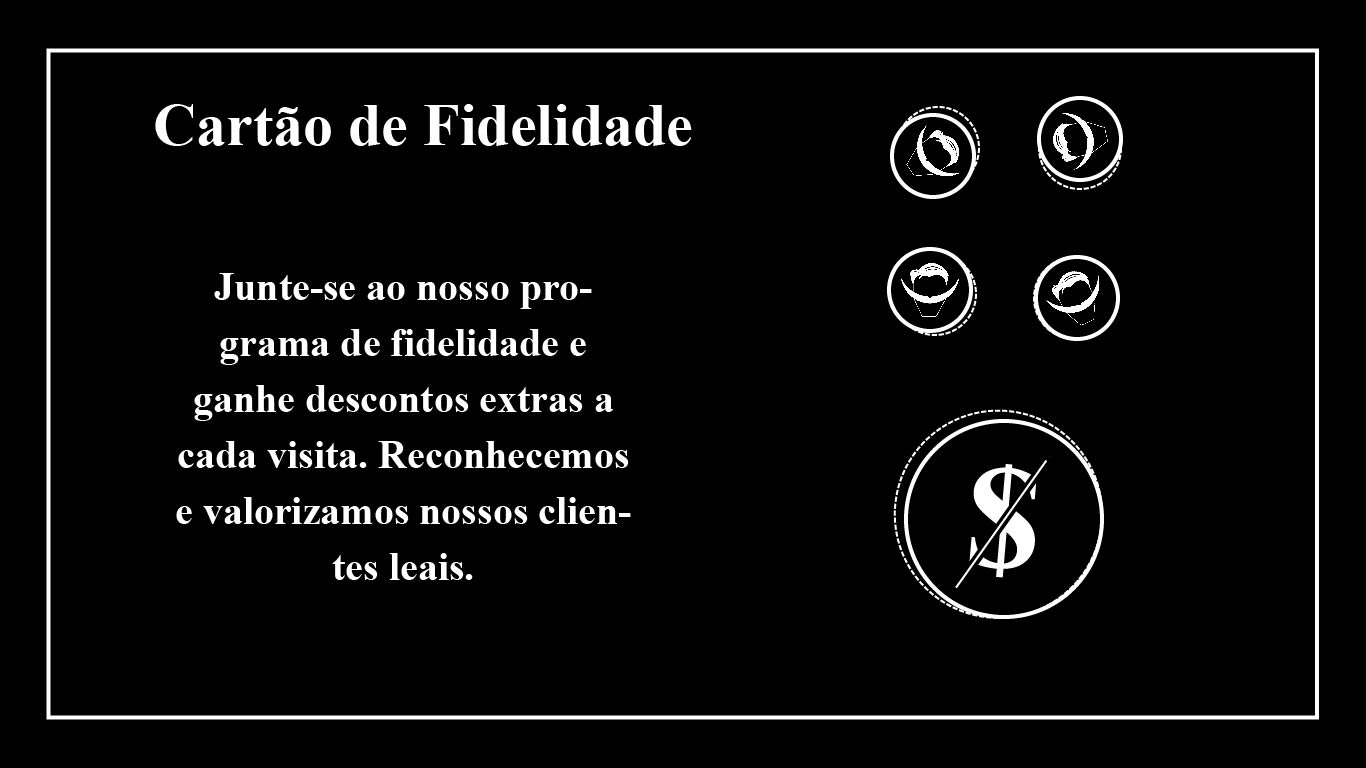 Cartão de Fidelidade
Junte-se ao nosso pro-
grama de fidelidade e
ganhe descontos extras a
cada visita. Reconhecemos
e valorizamos nossos clien-
tes leais.
$